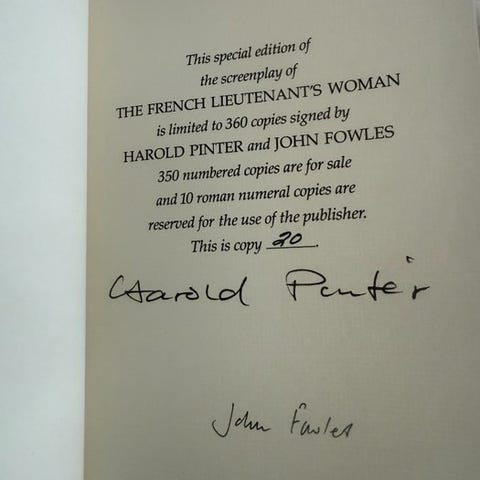 This special edition of
the screenplay of
THE FRENCH LIEUTENANT'S WOMAN
is limited to 360 copies signed by
HAROLD PINTER and JOHN FOWLES
350 numbered copies are for sale
and 10 roman numeral copies are
reserved for the use of the publisher.
This is copy 20.
Harold Pinter
John Fowles